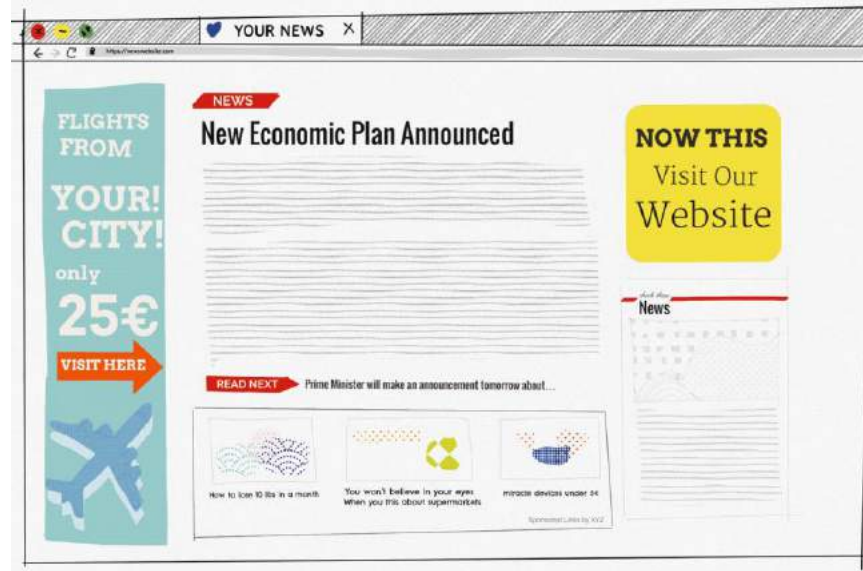 YOUR NEWS X
https://newswebsite.com
FLIGHTS
FROM
YOUR!
CITY!
only
25€
VISIT HERE
NEWS
New Economic Plan Announced
READ NEXT
Prime Minister will make an announcement tomorrow about...
How to lose 10 lbs in a month
You won't believe in your eyes
When you this about supermarkets
miracle devices under 5€
Sponsored Links by XYZ
NOW THIS
Visit Our
Website
News